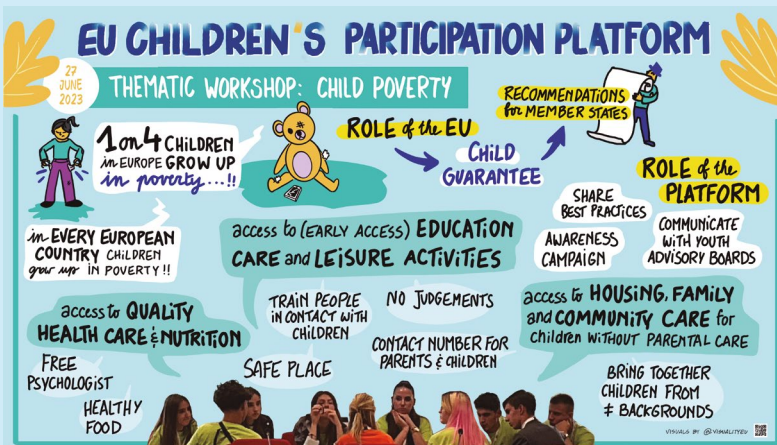 EU CHILDREN'S PARTICIPATION PLATFORM
27
JUNE
2023
THEMATIC WORKSHOP: CHILD POVERTY
1 on 4 CHILDREN
in EUROPE GROW UP
in poverty...!!
in EVERY EUROPEAN
COUNTRY CHILDREN
grow up IN POVERTY!!
ROLE of the EU
CHILD
GUARANTEE
RECOMMENDATIONS
for MEMBER STATES
ROLE of the
PLATFORM
SHARE
BEST PRACTICES
AWARENESS
CAMPAIGN
COMMUNICATE
WITH YOUTH
ADVISORY BOARDS
access to (EARLY ACCESS) EDUCATION
CARE and LEISURE ACTIVITIES
TRAIN PEOPLE
IN CONTACT WITH
CHILDREN
NO JUDGEMENTS
SAFE PLACE
CONTACT NUMBER FOR
PARENTS & CHILDREN
access to QUALITY
HEALTH CARE & NUTRITION
FREE
PSYCHOLOGIST
HEALTHY
FOOD
access to HOUSING, FAMILY
and COMMUNITY CARE for
children WITHOUT PARENTAL CARE
BRING TOGETHER
CHILDREN FROM
≠ BACKGROUNDS
VISUALS BY @VISUALITYEU